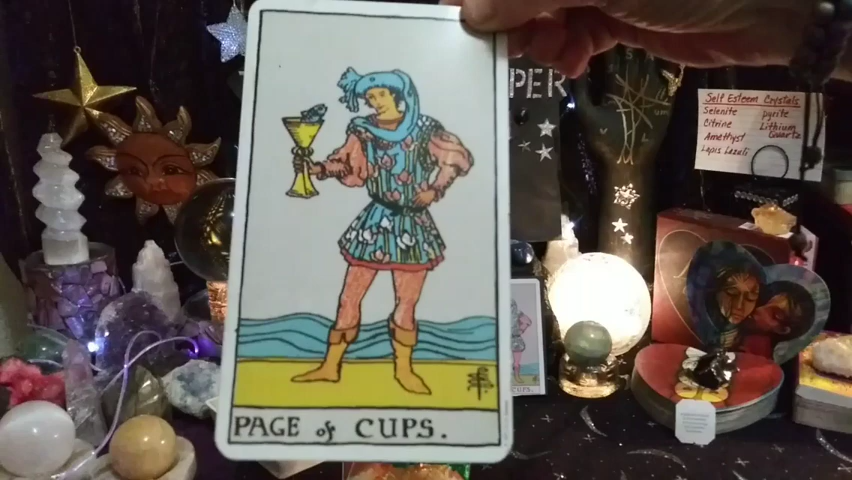 PER
Self Esteem Crystals
Selenite pyrite
Citrine Lithium
Quartz
Amethyst
Lapis Lazuli
CUPS.
PAGE of CUPS.